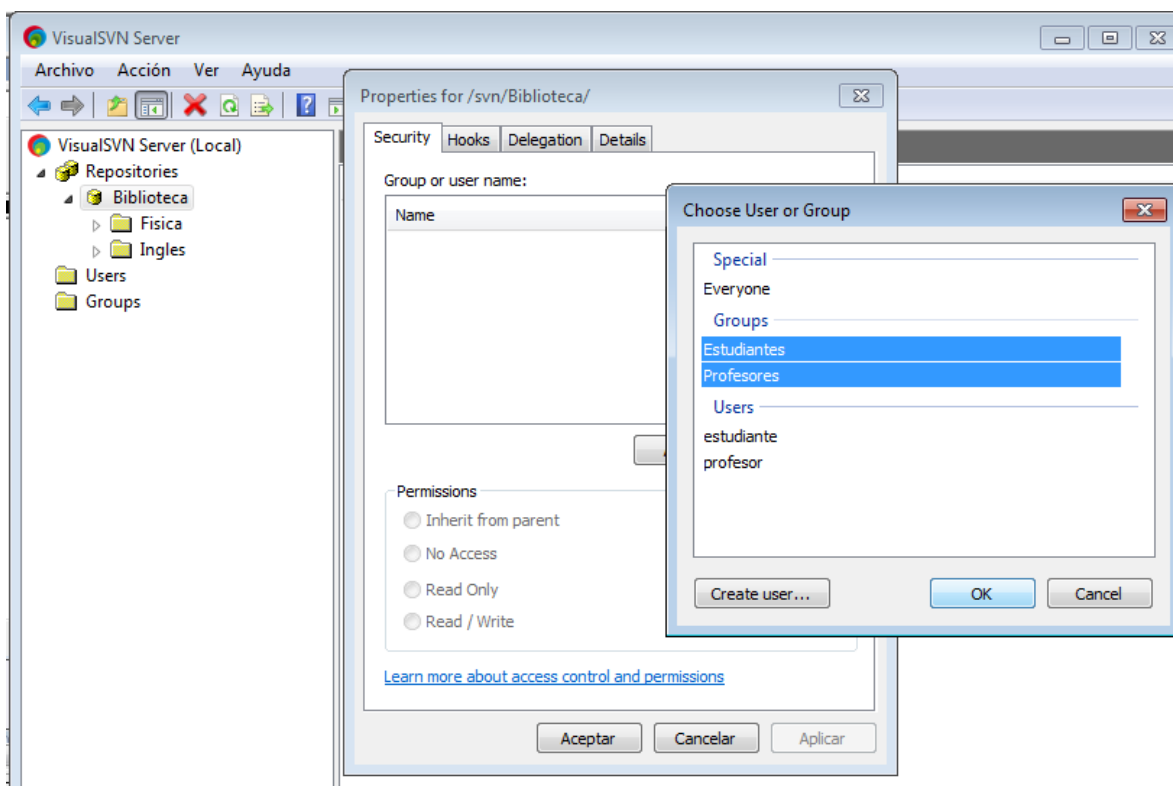 VisualSVN Server
Archivo Acción Ver Ayuda
VisualSVN Server (Local)
Repositories
Biblioteca
Fisica
Ingles
Users
Groups
Properties for /svn/Biblioteca/
Security Hooks Delegation Details
Group or user name:
Name
Permissions
Inherit from parent
No Access
Read Only
Read / Write
Learn more about access control and permissions
Aceptar Cancelar Aplicar
Choose User or Group
Special
Everyone
Groups
Estudiantes
Profesores
Users
estudiante
profesor
Create user... OK Cancel